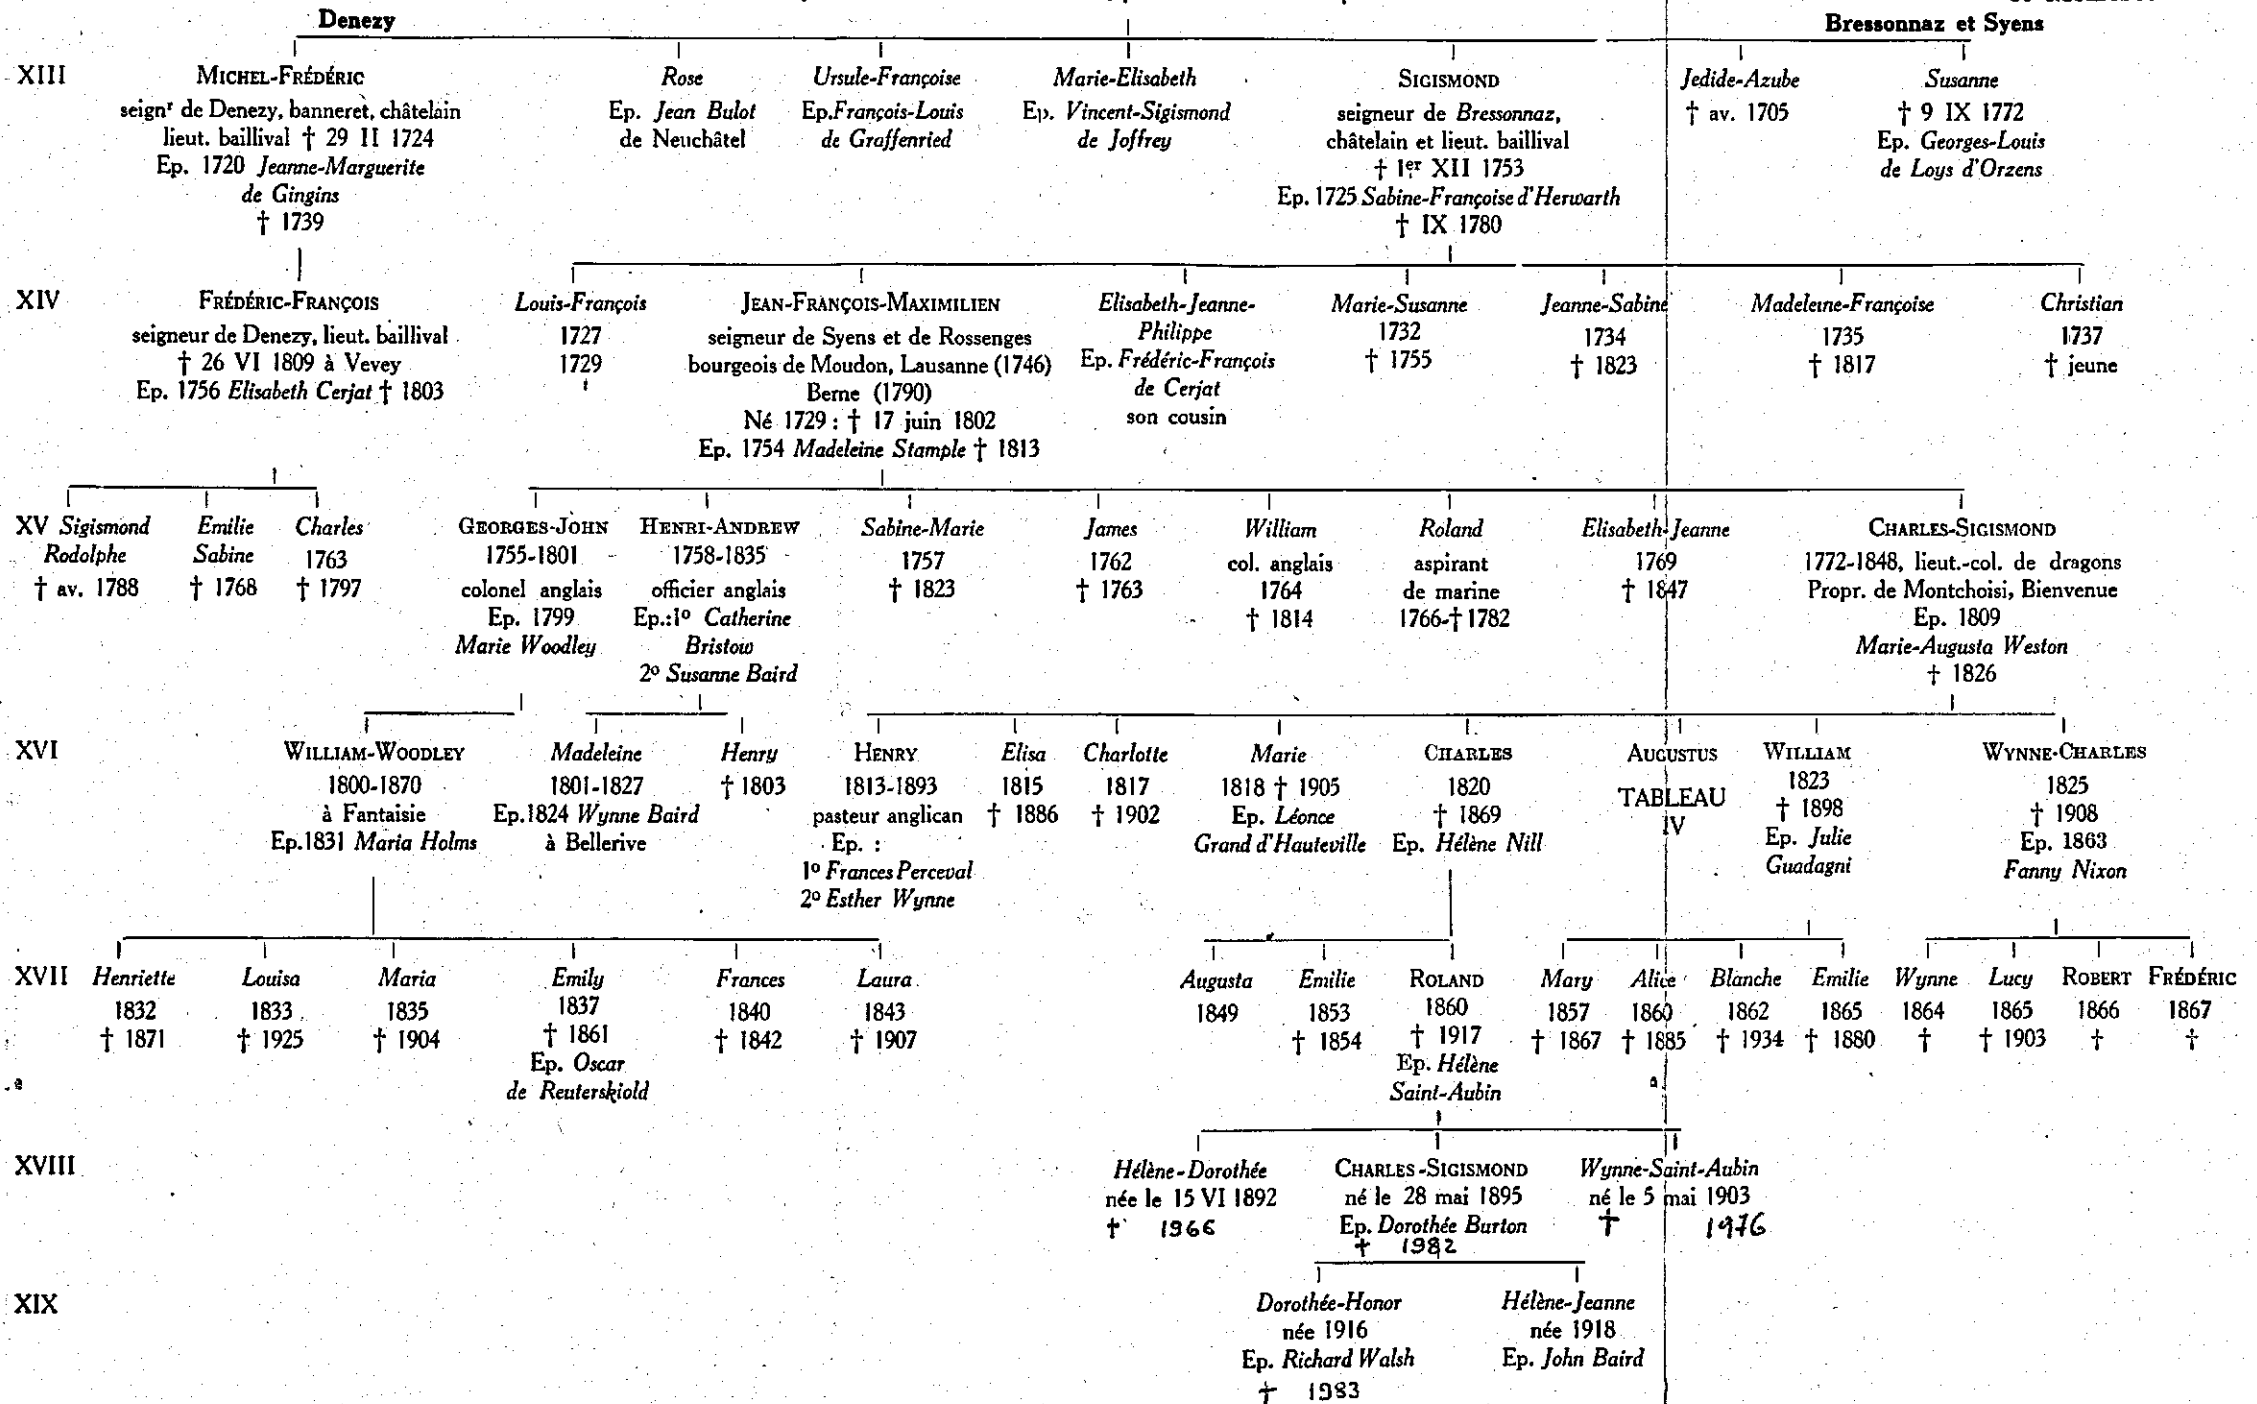 Denezy
Bressonnaz et Syens
XIII
MICHEL-FRÉDÉRIC
seignr de Denezy, banneret, châtelain
lieut. baillival † 29 II 1724
Ep. 1720 Jeanne-Marguerite
de Gingins
† 1739
Rose
Ep. Jean Bulot
de Neuchâtel
Ursule-Françoise
Ep. François-Louis
de Graffenried
Marie-Elisabeth
Ep. Vincent-Sigismond
de Joffrey
SIGISMOND
seigneur de Bressonnaz,
châtelain et lieut. baillival
† 1er XII 1753
Ep. 1725 Sabine-Françoise d'Herwarth
† IX 1780
Jedide-Azube
† av. 1705
Susanne
† 9 IX 1772
Ep. Georges-Louis
de Loys d'Orzens
XIV
FRÉDÉRIC-FRANÇOIS
seigneur de Denezy, lieut. baillival
† 26 VI 1809 à Vevey
Ep. 1756 Elisabeth Cerjat † 1803
Louis-François
1727
1729
JEAN-FRANÇOIS-MAXIMILIEN
seigneur de Syens et de Rossenges
bourgeois de Moudon, Lausanne (1746)
Berne (1790)
Né 1729 : † 17 juin 1802
Ep. 1754 Madeleine Stample † 1813
Elisabeth-Jeanne-
Philippe
Ep. Frédéric-François
de Cerjat
son cousin
Marie-Susanne
1732
† 1755
Jeanne-Sabine
1734
† 1823
Madeleine-Françoise
1735
† 1817
Christian
1737
† jeune
XV
Sigismond
Rodolphe
† av. 1788
Emilie
Sabine
† 1768
Charles
1763
† 1797
GEORGES-JOHN
1755-1801
colonel anglais
Ep. 1799
Marie Woodley
HENRI-ANDREW
1758-1835
officier anglais
Ep.:1o Catherine
Bristow
2o Susanne Baird
Sabine-Marie
1757
† 1823
James
1762
† 1763
William
col. anglais
1764
† 1814
Roland
aspirant
de marine
1766-† 1782
Elisabeth-Jeanne
1769
† 1847
CHARLES-SIGISMOND
1772-1848, lieut.-col. de dragons
Propr. de Montchoisi, Bienvenue
Ep. 1809
Marie-Augusta Weston
† 1826
XVI
WILLIAM-WOODLEY
1800-1870
à Fantaisie
Ep.1831 Maria Holms
Madeleine
1801-1827
Ep.1824 Wynne Baird
à Bellerive
Henry
† 1803
HENRY
1813-1893
pasteur anglican
Ep. :
1o Frances Perceval
2o Esther Wynne
Elisa
1815
† 1886
Charlotte
1817
† 1902
Marie
1818 † 1905
Ep. Léonce
Grand d'Hauteville
CHARLES
1820
† 1869
Ep. Hélène Nill
AUGUSTUS
TABLEAU
IV
WILLIAM
1823
† 1898
Ep. Julie
Guadagni
WYNNE-CHARLES
1825
† 1908
Ep. 1863
Fanny Nixon
XVII
Henriette
1832
† 1871
Louisa
1833
† 1925
Maria
1835
† 1904
Emily
1837
† 1861
Ep. Oscar
de Reuterskiold
Frances
1840
† 1842
Laura
1843
† 1907
Augusta
1849
Emilie
1853
† 1854
ROLAND
1860
† 1917
Ep. Hélène
Saint-Aubin
Mary
1857
† 1867
Alice
1860
† 1885
Blanche
1862
† 1934
Emilie
1865
† 1880
Wynne
1864
†
Lucy
1865
† 1903
ROBERT
1866
†
FRÉDÉRIC
1867
†
XVIII
Hélène-Dorothée
née le 15 VI 1892
† 1966
CHARLES-SIGISMOND
né le 28 mai 1895
Ep. Dorothée Burton
† 1982
Wynne-Saint-Aubin
né le 5 mai 1903
† 1976
XIX
Dorothée-Honor
née 1916
Ep. Richard Walsh
† 1983
Hélène-Jeanne
née 1918
Ep. John Baird